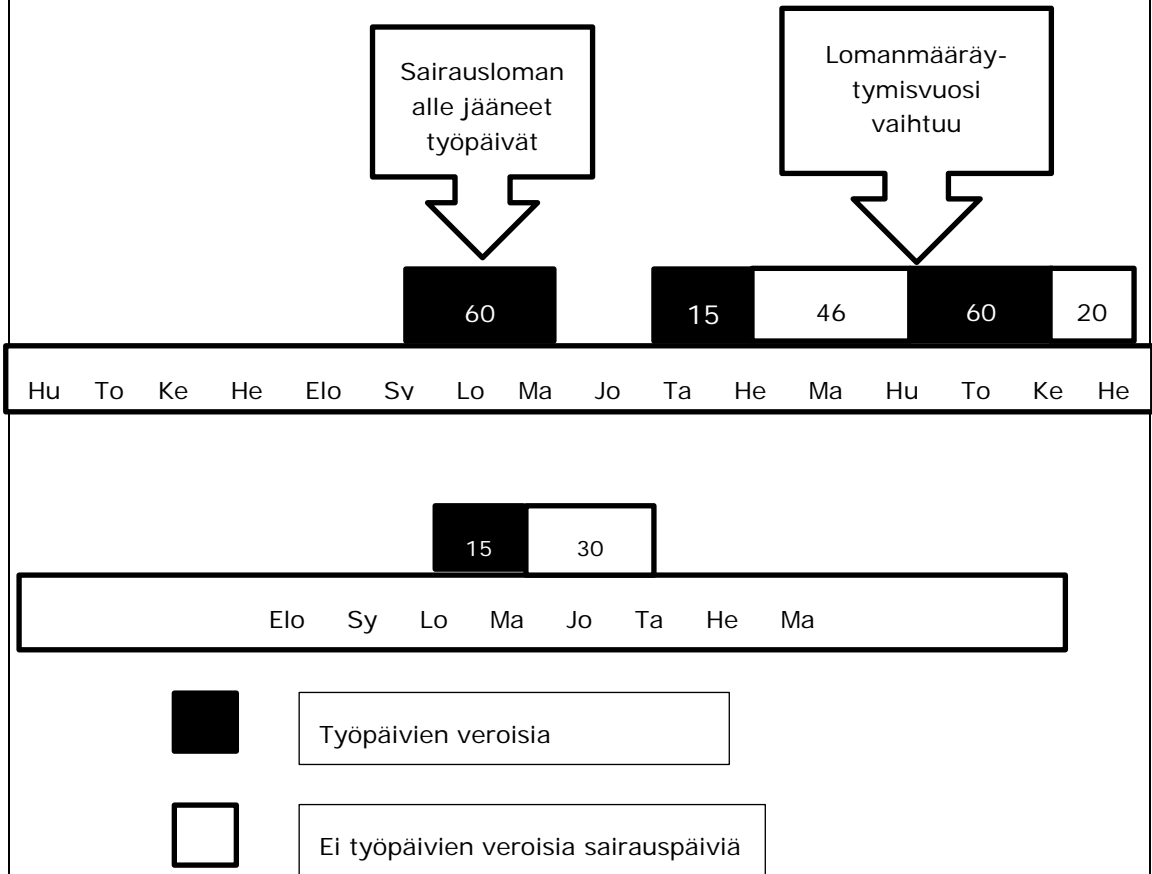 Sairausloman
alle jääneet
työpäivät
Lomanmääräy-
tymisvuosi
vaihtuu
60 15 46 60 20
Hu To Ke He Elo Sy Lo Ma Jo Ta He Ma Hu To Ke He
15 30
Elo Sy Lo Ma Jo Ta He Ma
Työpäivien veroisia
Ei työpäivien veroisia sairauspäiviä